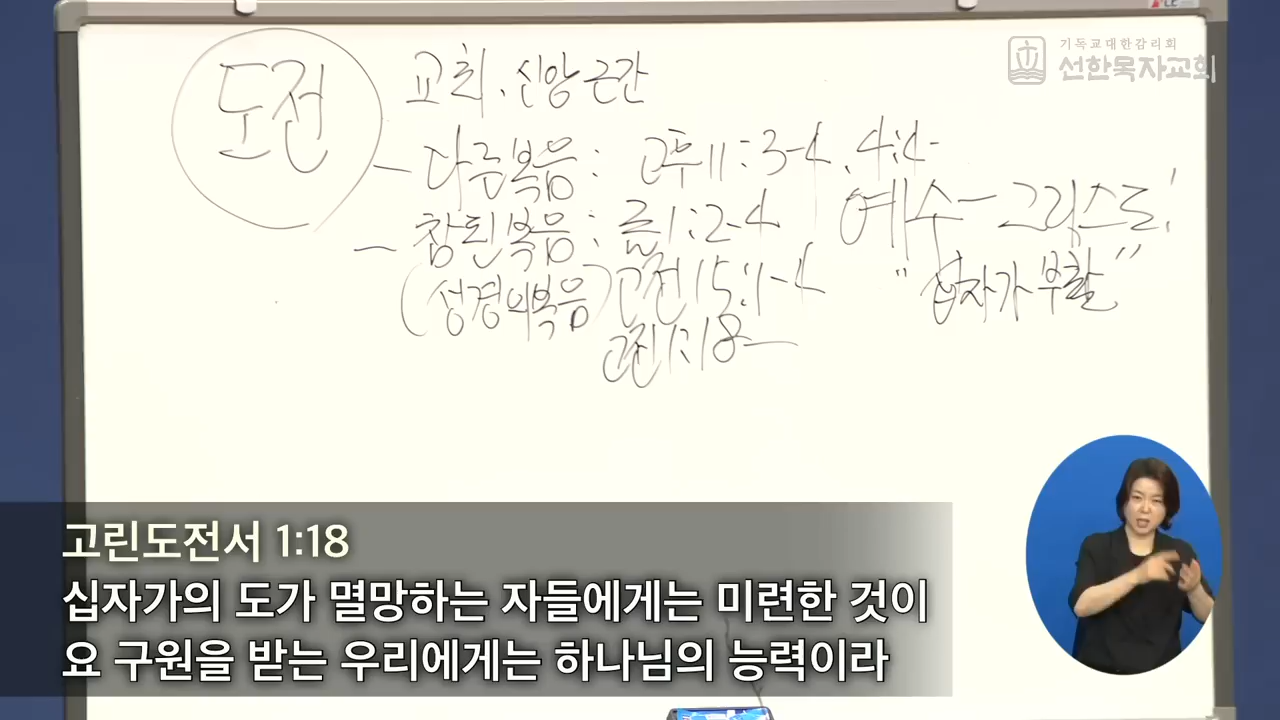 기독교대한감리회
선한목자교회
도전
교회. 신앙 근간
- 다른복음 : 고후11:3-4, 4:4-
- 참된복음 : 롬1:2-4
(성경의복음) 고전15:1-4
고전1:18-
예수-그리스도!
"십자가 부활"
고린도전서 1:18
십자가의 도가 멸망하는 자들에게는 미련한 것이
요 구원을 받는 우리에게는 하나님의 능력이라